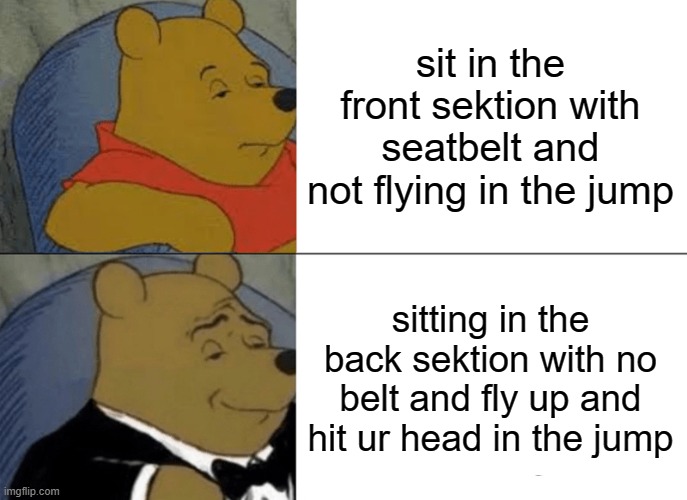 sit in the
front sektion with
seatbelt and
not flying in the jump
sitting in the
back sektion with no
belt and fly up and
hit ur head in the jump
imgflip.com